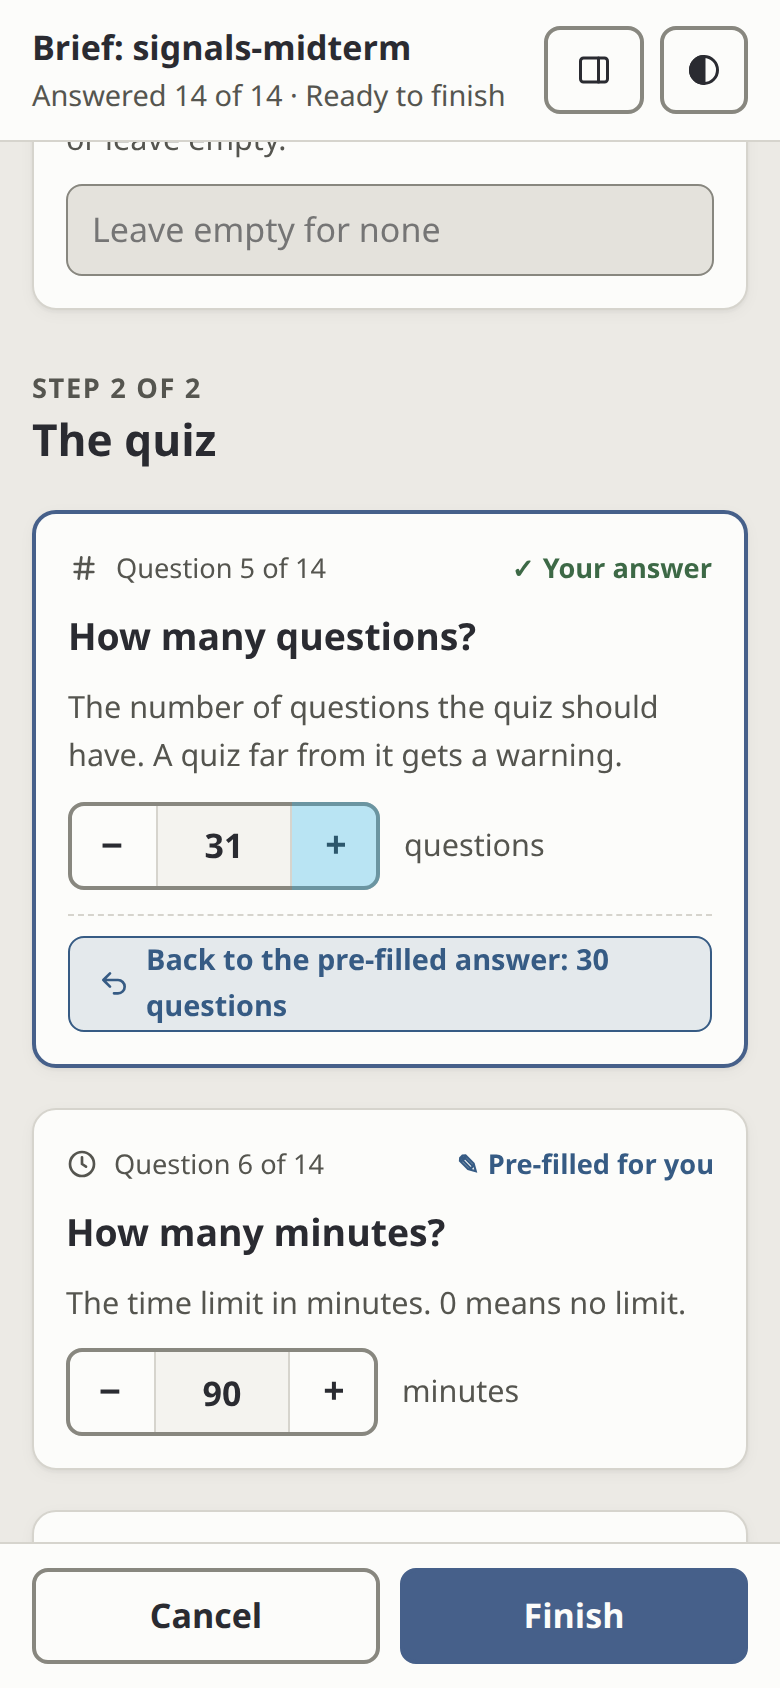 Brief: signals-midterm
Answered 14 of 14 · Ready to finish
or leave empty.
Leave empty for none
STEP 2 OF 2
The quiz
# Question 5 of 14
✓ Your answer
How many questions?
The number of questions the quiz should
have. A quiz far from it gets a warning.
− 31 + questions
Back to the pre-filled answer: 30
questions
Question 6 of 14
✎ Pre-filled for you
How many minutes?
The time limit in minutes. 0 means no limit.
− 90 + minutes
Cancel
Finish